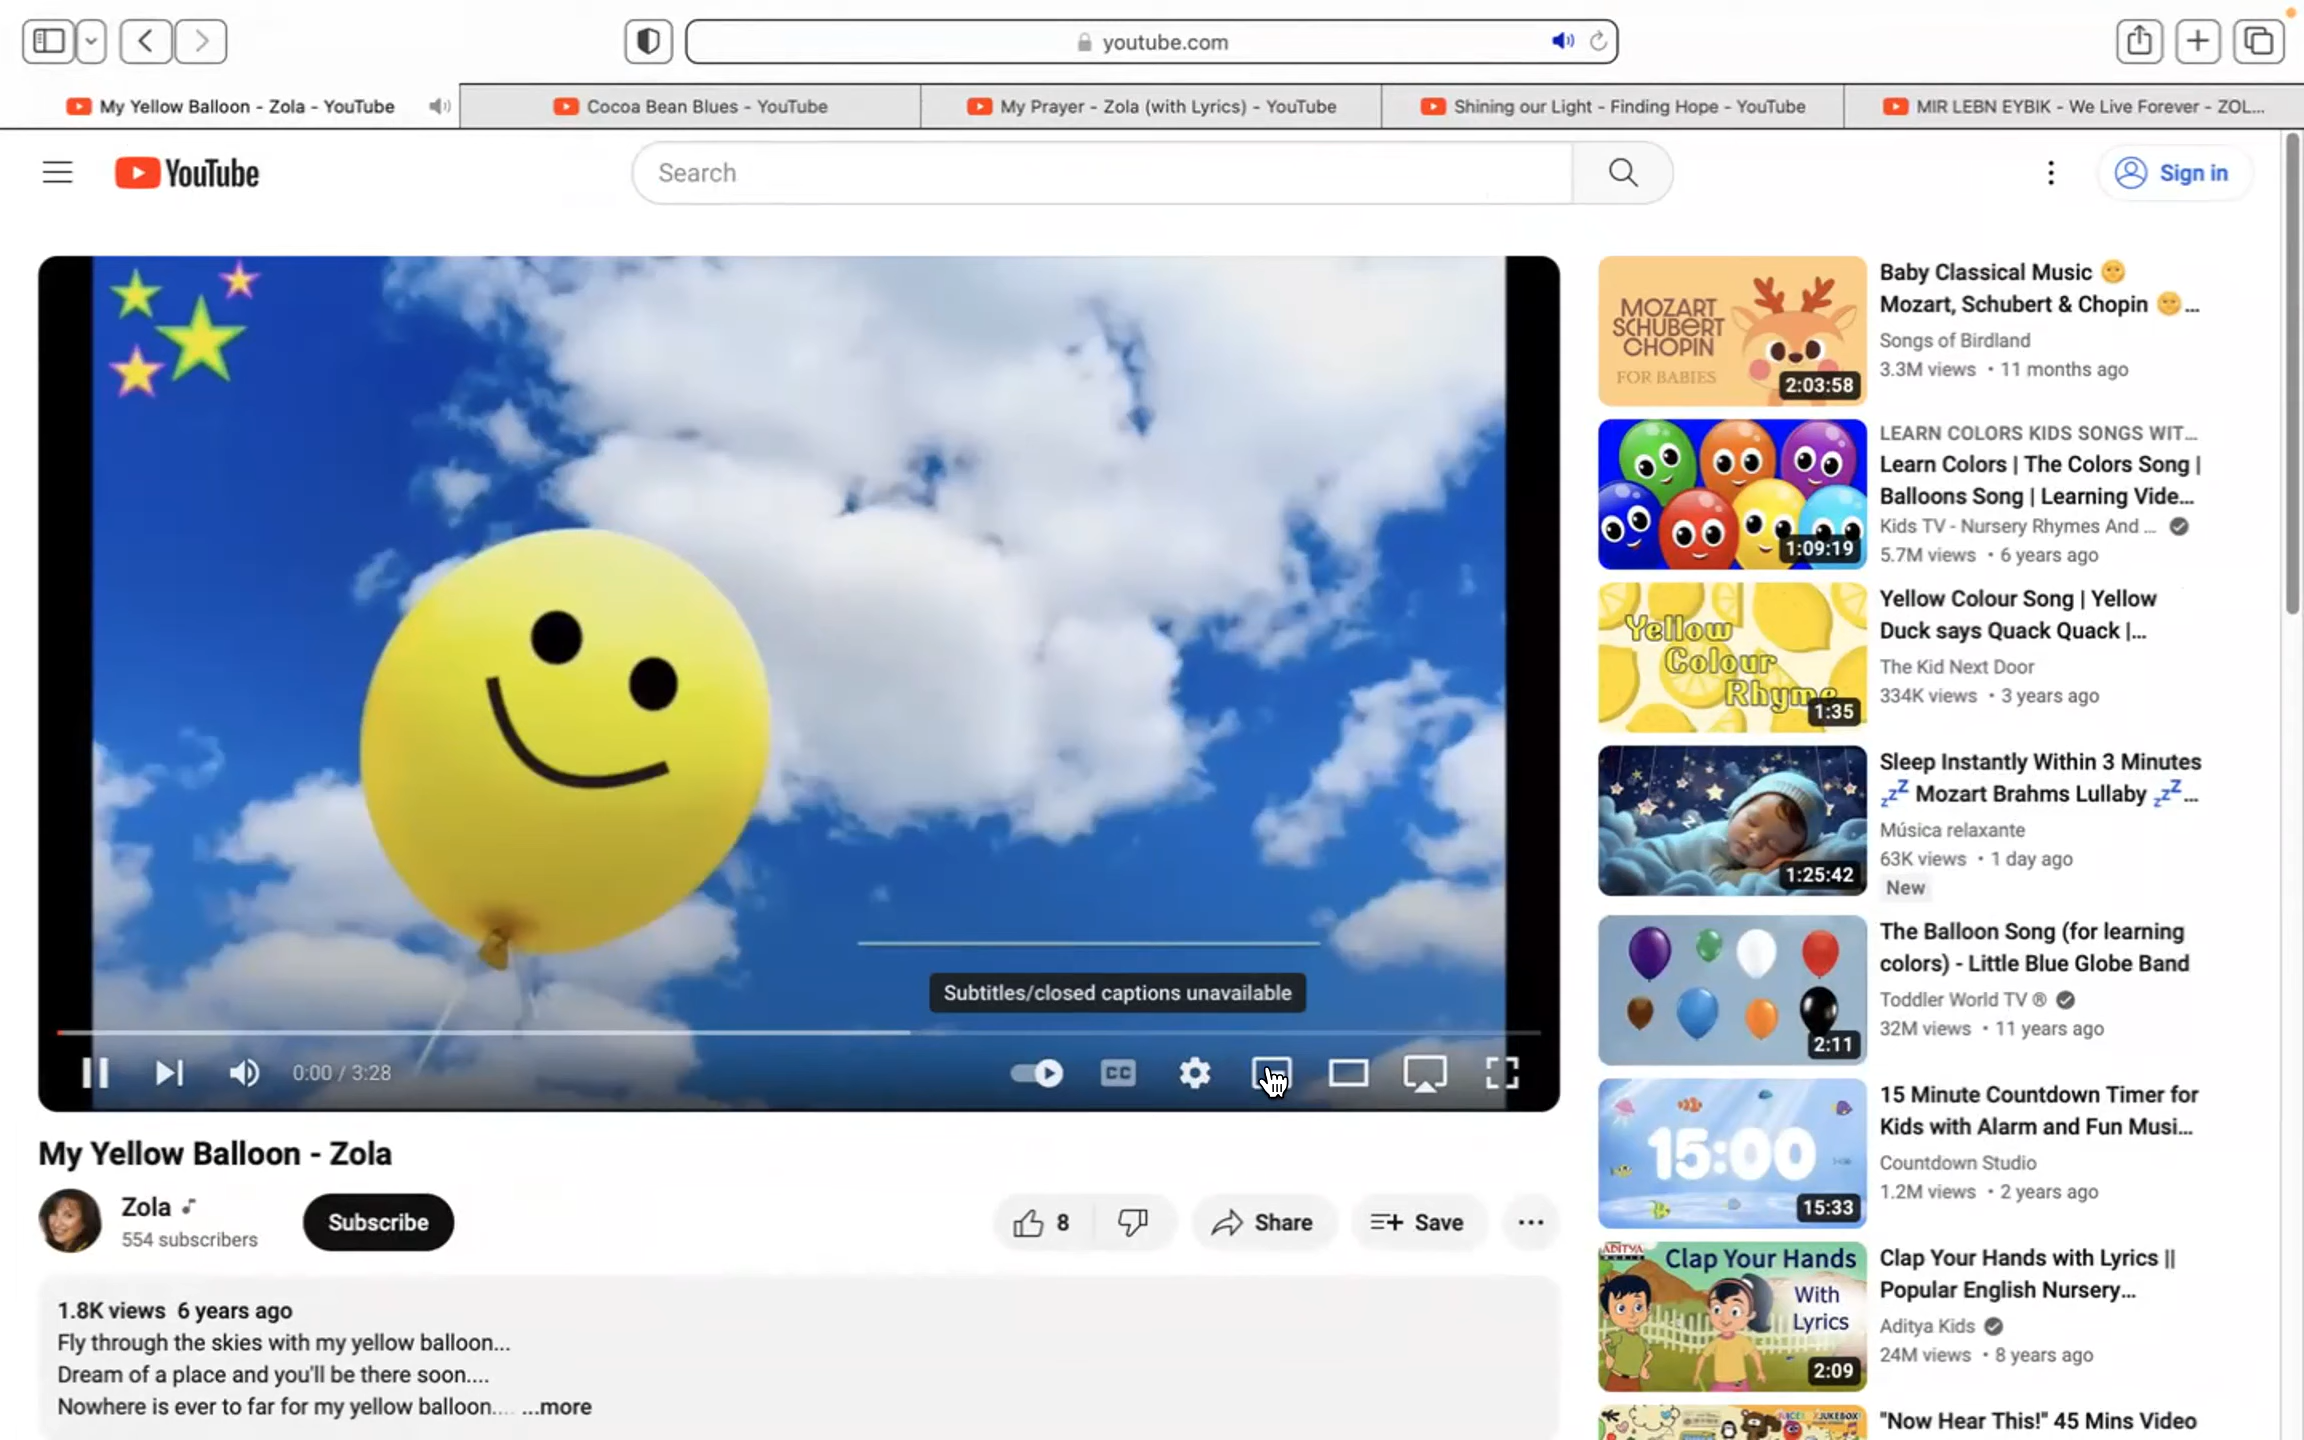 youtube.com
My Yellow Balloon - Zola - YouTube
Cocoa Bean Blues - YouTube
My Prayer - Zola (with Lyrics) - YouTube
Shining our Light - Finding Hope - YouTube
MIR LEBN EYBIK - We Live Forever - ZOL...
YouTube
Search
Sign in
Subtitles/closed captions unavailable
0:00 / 3:28
CC
My Yellow Balloon - Zola
Zola
554 subscribers
Subscribe
8
Share
Save
1.8K views 6 years ago
Fly through the skies with my yellow balloon...
Dream of a place and you'll be there soon....
Nowhere is ever to far for my yellow balloon.... ...more
MOZART
SCHUBERT
CHOPIN
FOR BABIES
2:03:58
Baby Classical Music 🌞
Mozart, Schubert & Chopin 🌞...
Songs of Birdland
3.3M views • 11 months ago
1:09:19
LEARN COLORS KIDS SONGS WIT...
Learn Colors | The Colors Song |
Balloons Song | Learning Vide...
Kids TV - Nursery Rhymes And ...
5.7M views • 6 years ago
Yellow
Colour
Rhyme
1:35
Yellow Colour Song | Yellow
Duck says Quack Quack |...
The Kid Next Door
334K views • 3 years ago
1:25:42
Sleep Instantly Within 3 Minutes
💤 Mozart Brahms Lullaby 💤...
Música relaxante
63K views • 1 day ago
New
2:11
The Balloon Song (for learning
colors) - Little Blue Globe Band
Toddler World TV ®
32M views • 11 years ago
15:00
15:33
15 Minute Countdown Timer for
Kids with Alarm and Fun Musi...
Countdown Studio
1.2M views • 2 years ago
ADITYA
MUSIC
Clap Your Hands
With
Lyrics
2:09
Clap Your Hands with Lyrics ||
Popular English Nursery...
Aditya Kids
24M views • 8 years ago
JUKEBOX
"Now Hear This!" 45 Mins Video